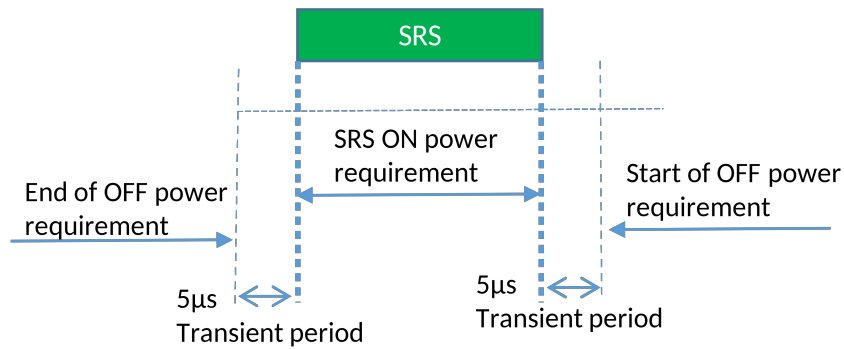 SRS
SRS ON power
requirement
End of OFF power
requirement
Start of OFF power
requirement
5µs
Transient period
5µs
Transient period